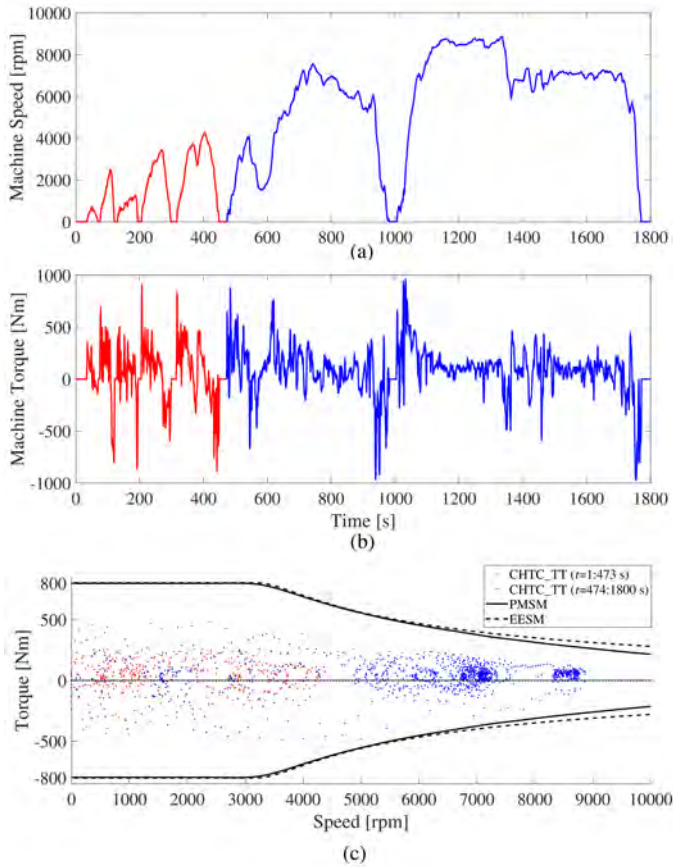 10000
8000
6000
4000
2000
0
Machine Speed [rpm]
0 200 400 600 800 1000 1200 1400 1600 1800
(a)
1000
500
0
-500
-1000
Machine Torque [Nm]
0 200 400 600 800 1000 1200 1400 1600 1800
Time [s]
(b)
CHTC_TT (t=1:473 s)
CHTC_TT (t=474:1800 s)
PMSM
EESM
800
500
0
-500
-800
Torque [Nm]
0 1000 2000 3000 4000 5000 6000 7000 8000 9000 10000
Speed [rpm]
(c)